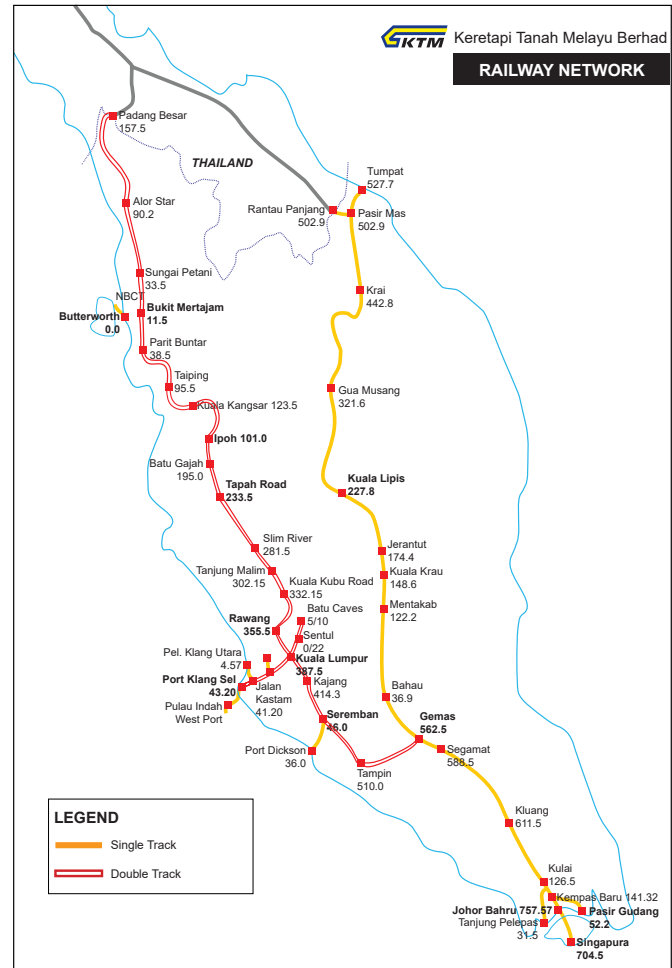 KTM Keretapi Tanah Melayu Berhad
RAILWAY NETWORK
Padang Besar
157.5
THAILAND
Tumpat
527.7
Rantau Panjang
502.9
Pasir Mas
502.9
Alor Star
90.2
Sungai Petani
33.5
Krai
442.8
NBCT
Butterworth
0.0
Bukit Mertajam
11.5
Parit Buntar
38.5
Taiping
95.5
Kuala Kangsar 123.5
Gua Musang
321.6
Ipoh 101.0
Batu Gajah
195.0
Tapah Road
233.5
Kuala Lipis
227.8
Slim River
281.5
Jerantut
174.4
Tanjung Malim
302.15
Kuala Krau
148.6
Kuala Kubu Road
332.15
Mentakab
122.2
Batu Caves
5/10
Rawang
355.5
Sentul
0/22
Pel. Klang Utara
4.57
Kuala Lumpur
387.5
Port Klang Sel
43.20
Jalan
Kastam
41.20
Kajang
414.3
Bahau
36.9
Pulau Indah
West Port
Seremban
46.0
Gemas
562.5
Port Dickson
36.0
Segamat
588.5
Tampin
510.0
Kluang
611.5
LEGEND
Single Track
Double Track
Kulai
126.5
Kempas Baru 141.32
Johor Bahru 757.57
Pasir Gudang
52.2
Tanjung Pelepas
31.5
Singapura
704.5